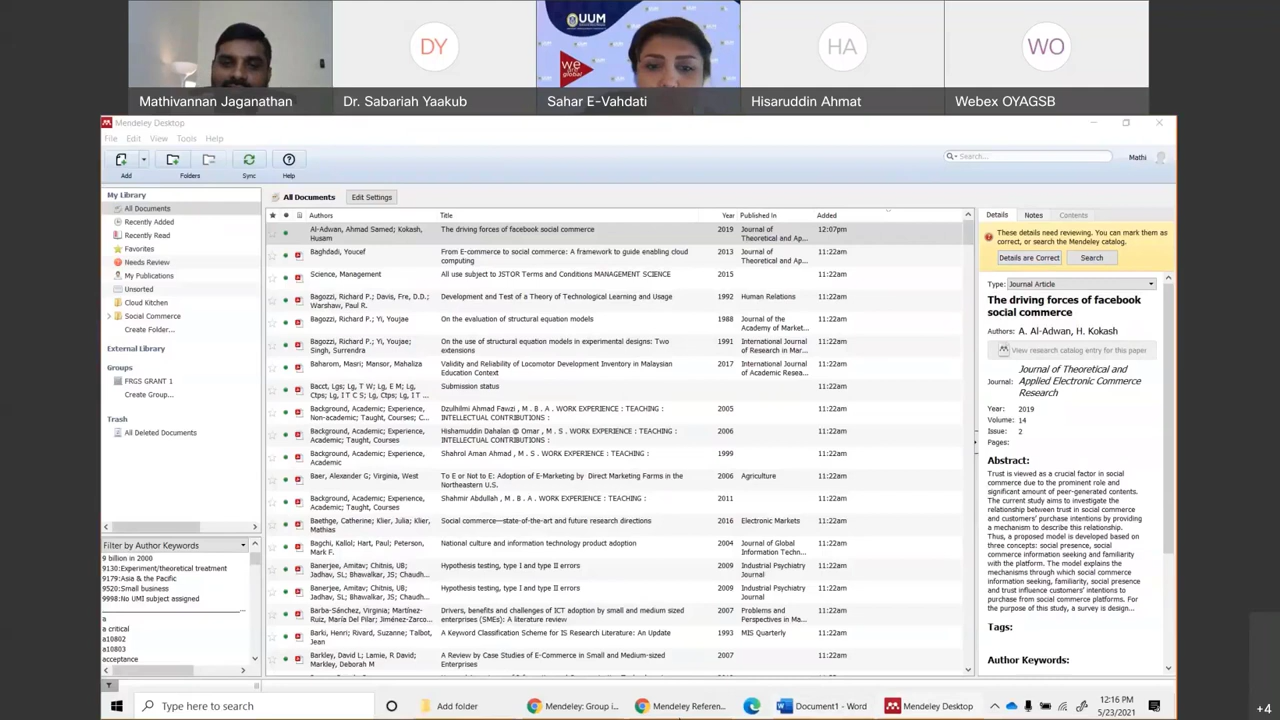 UUM
we are global
DY
HA
WO
Mathivannan Jaganathan
Dr. Sabariah Yaakub
Sahar E-Vahdati
Hisaruddin Ahmat
Webex OYAGSB
Mendeley Desktop
File Edit View Tools Help
Add
Folders
Sync
Help
Search...
Mathi
My Library
All Documents
Recently Added
Recently Read
Favorites
Needs Review
My Publications
Unsorted
Cloud Kitchen
Social Commerce
Create Folder...
External Library
Groups
FRGS GRANT 1
Create Group...
Trash
All Deleted Documents
Filter by Author Keywords
9 billion in 2000
9130:Experiment/theoretical treatment
9179:Asia & the Pacific
9520:Small business
9998:No UMI subject assigned
a
a critical
a10802
a10803
acceptance
All Documents Edit Settings
Authors Title Year Published In Added
Al-Adwan, Ahmad Samed; Kokash, The driving forces of facebook social commerce 2019 Journal of 12:07pm
Husam Theoretical and Ap...
Baghdadi, Youcef From E-commerce to social commerce: A framework to guide enabling cloud 2013 Journal of 11:22am
computing Theoretical and Ap...
Science, Management All use subject to JSTOR Terms and Conditions MANAGEMENT SCIENCE 2015 11:22am
Bagozzi, Richard P.; Davis, Fre, D.D.; Development and Test of a Theory of Technological Learning and Usage 1992 Human Relations 11:22am
Warshaw, Paul R.
Bagozzi, Richard P.; Yi, Youjae On the evaluation of structural equation models 1988 Journal of the 11:22am
Academy of Market...
Bagozzi, Richard P.; Yi, Youjae; On the use of structural equation models in experimental designs: Two 1991 International Journal 11:22am
Singh, Surrendra extensions of Research in Mar...
Baharom, Masri; Mansor, Mahaliza Validity and Reliability of Locomotor Development Inventory in Malaysian 2017 International Journal 11:22am
Education Context of Academic Resea...
Bacct, Lgs; Lg, T W; Lg, E M; Lg, Submission status 11:22am
Ctps; Lg, I T C S; Lg, Ctps; Lg, I T ...
Background, Academic; Experience, Dzulhilmi Ahmad Fawzi , M . B . A . WORK EXPERIENCE : TEACHING : 2005 11:22am
Non-academic; Taught, Courses; C... INTELLECTUAL CONTRIBUTIONS :
Background, Academic; Experience, Hishamuddin Dahalan @ Omar , M . S . WORK EXPERIENCE : TEACHING : 2006 11:22am
Academic; Taught, Courses INTELLECTUAL CONTRIBUTIONS :
Background, Academic; Experience, Shahrol Aman Ahmad , M . S . WORK EXPERIENCE : TEACHING : 1999 11:22am
Academic
Baer, Alexander G; Virginia, West To E or Not to E: Adoption of E-Marketing by Direct Marketing Farms in the 2006 Agriculture 11:22am
Northeastern U.S.
Background, Academic; Experience, Shahmir Abdullah , M . B . A . WORK EXPERIENCE : TEACHING : 2011 11:22am
Academic; Taught, Courses
Baethge, Catherine; Klier, Julia; Klier, Social commerce—state-of-the-art and future research directions 2016 Electronic Markets 11:22am
Mathias
Bagchi, Kallol; Hart, Paul; Peterson, National culture and information technology product adoption 2004 Journal of Global 11:22am
Mark F. Information Techn...
Banerjee, Amitav; Chitnis, UB; Hypothesis testing, type I and type II errors 2009 Industrial Psychiatry 11:22am
Jadhav, SL; Bhawalkar, JS; Chaudh... Journal
Banerjee, Amitav; Chitnis, UB; Hypothesis testing, type I and type II errors 2009 Industrial Psychiatry 11:22am
Jadhav, SL; Bhawalkar, JS; Chaudh... Journal
Barba-Sánchez, Virginia; Martínez- Drivers, benefits and challenges of ICT adoption by small and medium sized 2007 Problems and 11:22am
Ruiz, María Del Pilar; Jiménez-Zarco... enterprises (SMEs): A literature review Perspectives in Ma...
Barki, Henri; Rivard, Suzanne; Talbot, A Keyword Classification Scheme for IS Research Literature: An Update 1993 MIS Quarterly 11:22am
Jean
Barkley, David L; Lamie, R David; A Review by Case Studies of E-Commerce in Small and Medium-sized 2007 11:22am
Markley, Deborah M Enterprises
Details Notes Contents
These details need reviewing. You can mark them as
correct, or search the Mendeley catalog.
Details are Correct Search
Type: Journal Article
The driving forces of facebook
social commerce
Authors: A. Al-Adwan, H. Kokash
View research catalog entry for this paper
Journal of Theoretical and
Journal: Applied Electronic Commerce
Research
Year: 2019
Volume: 14
Issue: 2
Pages:
Abstract:
Trust is viewed as a crucial factor in social
commerce due to the prominent role and
significant amount of peer-generated contents.
The current study aims to investigate the
relationship between trust in social commerce
and customers' purchase intentions by providing
a mechanism to describe this relationship.
Thus, a proposed model is developed based on
three concepts: social presence, social
commerce information seeking and familiarity
with the platform. The model explains the
mechanisms through which social commerce
information seeking, familiarity, social presence
and trust influence customers' intentions to
purchase from social commerce platforms. For
the purpose of this study, a survey is design...
Tags:
Author Keywords:
Type here to search
Add folder
Mendeley: Group i...
Mendeley Referen...
Document1 - Word
Mendeley Desktop
12:16 PM
5/23/2021
+4